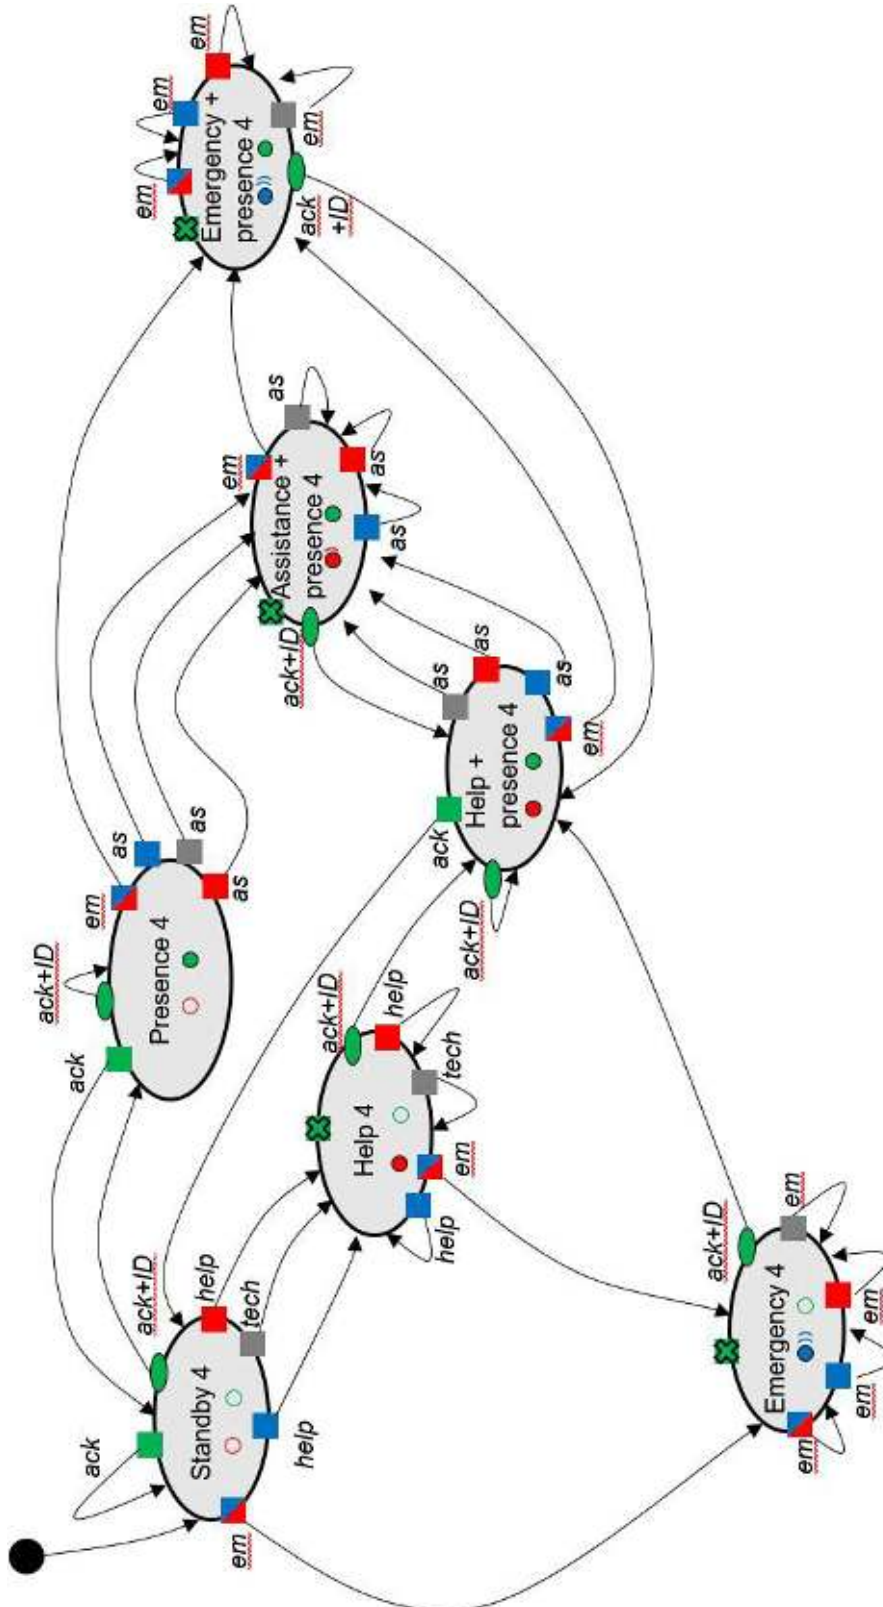 ack
ack+ID
Standby 4
help
tech
help
em
ack
ack+ID
em
as
as
as
Presence 4
em
em
em
Emergency +
presence 4
em
ack
+ID
em
as
Assistance +
presence 4
as
as
ack+ID
ack
as
as
as
Help +
presence 4
ack+ID
em
ack+ID
help
Help 4
tech
em
help
ack+ID
em
Emergency 4
em
em
em